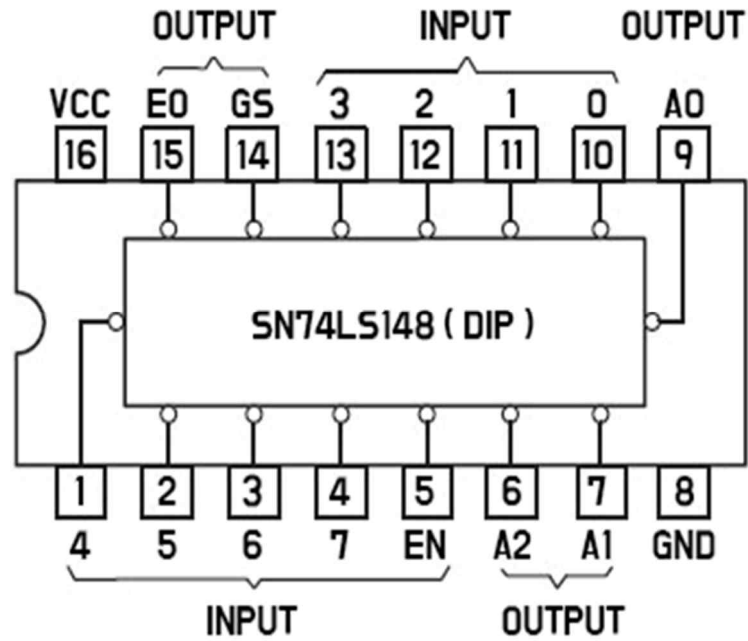 OUTPUT INPUT OUTPUT
VCC EO GS 3 2 1 0 A0
16 15 14 13 12 11 10 9
SN74LS148 ( DIP )
1 2 3 4 5 6 7 8
4 5 6 7 EN A2 A1 GND
INPUT OUTPUT